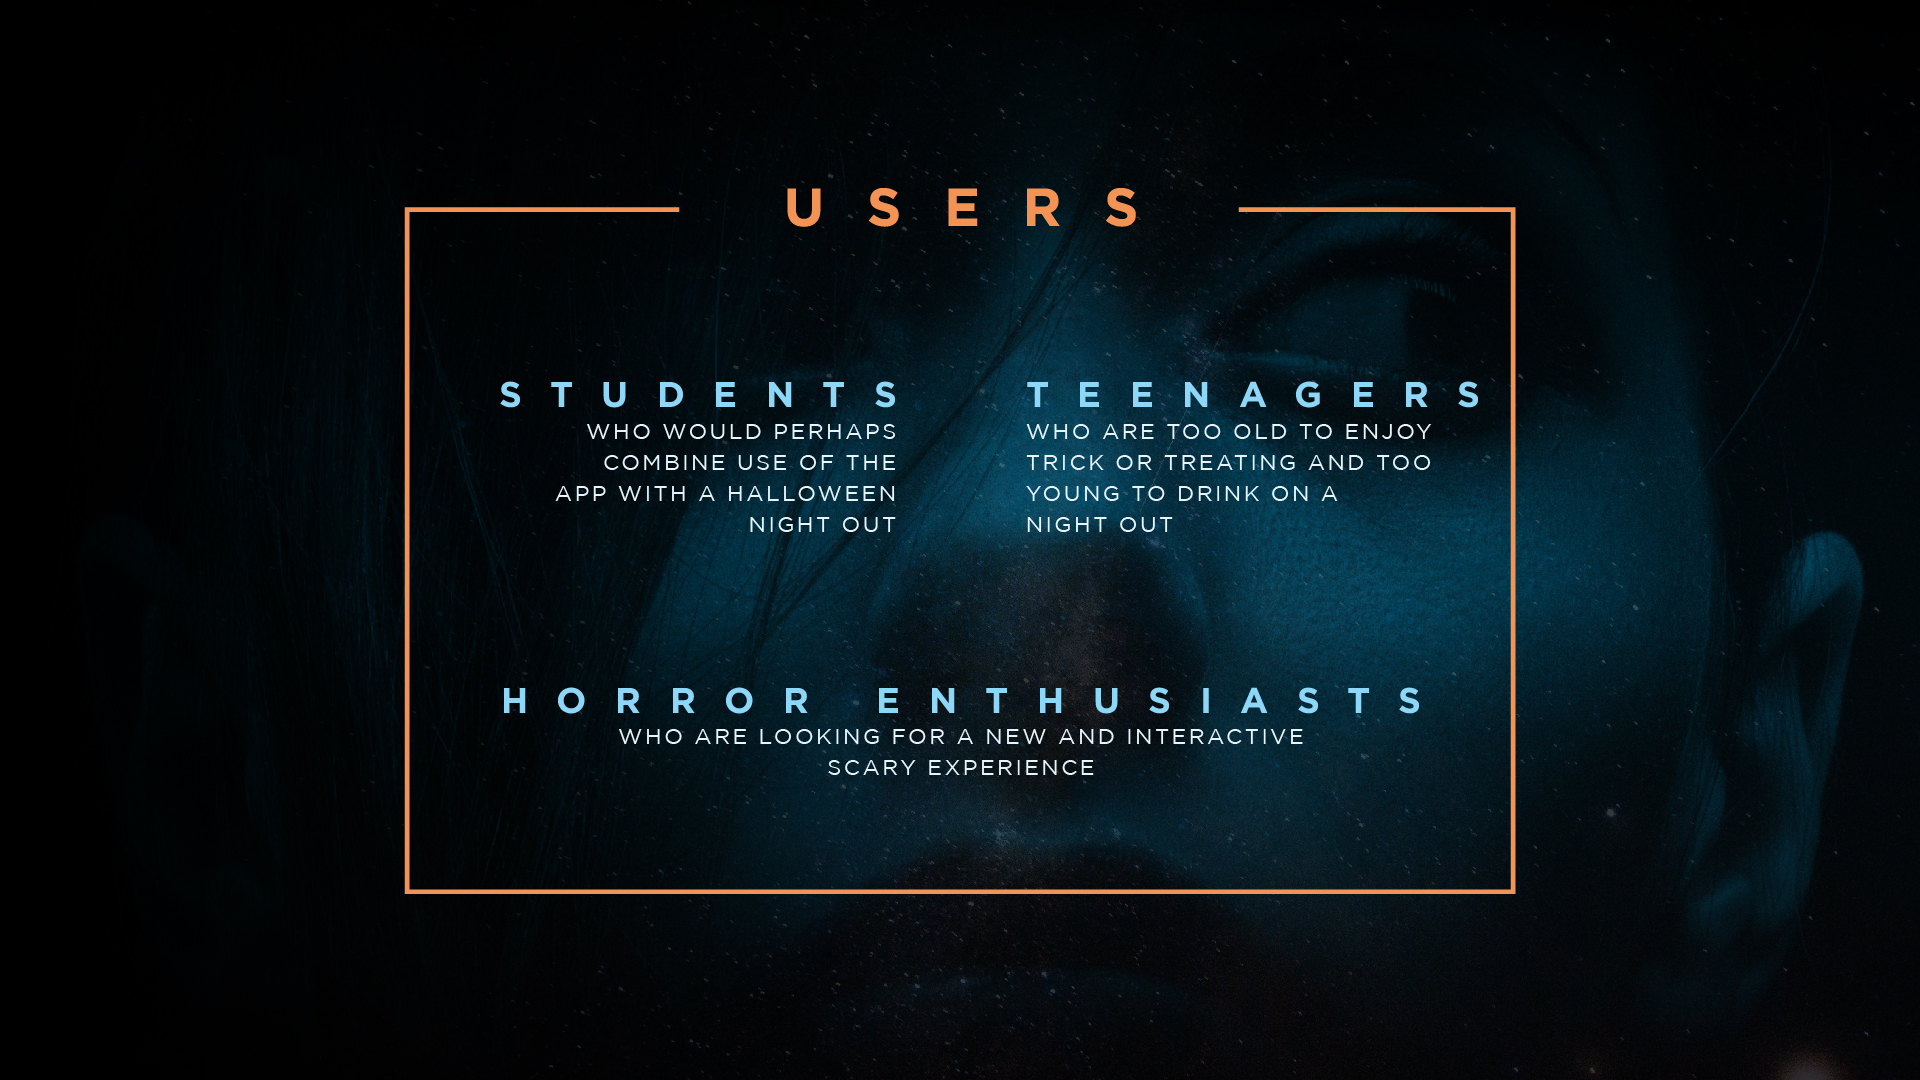 USERS
STUDENTS
WHO WOULD PERHAPS
COMBINE USE OF THE
APP WITH A HALLOWEEN
NIGHT OUT
TEENAGERS
WHO ARE TOO OLD TO ENJOY
TRICK OR TREATING AND TOO
YOUNG TO DRINK ON A
NIGHT OUT
HORROR ENTHUSIASTS
WHO ARE LOOKING FOR A NEW AND INTERACTIVE
SCARY EXPERIENCE